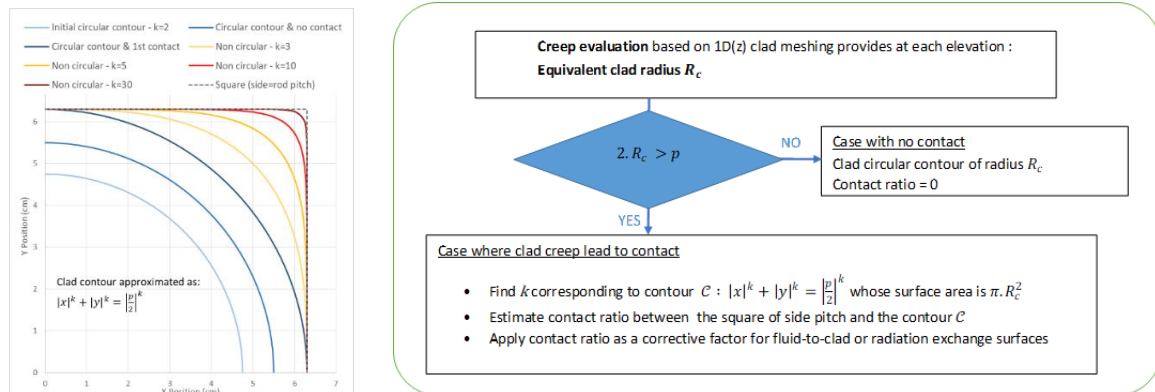 Initial circular contour - k=2
Circular contour & no contact
Circular contour & 1st contact
Non circular - k=3
Non circular - k=5
Non circular - k=10
Non circular - k=30
Square (side=rod pitch)
Y Position (cm)
6
5
4
3
2
1
0
Clad contour approximated as:
|x|^k + |y|^k = |p/2|^k
0 1 2 3 4 5 6 7
X Position (cm)
Creep evaluation based on 1D(z) clad meshing provides at each elevation :
Equivalent clad radius R_c
2. R_c > p
NO
Case with no contact
Clad circular contour of radius R_c
Contact ratio = 0
YES
Case where clad creep lead to contact
• Find k corresponding to contour 𝒞 : |x|^k + |y|^k = |p/2|^k whose surface area is π. R_c^2
• Estimate contact ratio between the square of side pitch and the contour 𝒞
• Apply contact ratio as a corrective factor for fluid-to-clad or radiation exchange surfaces